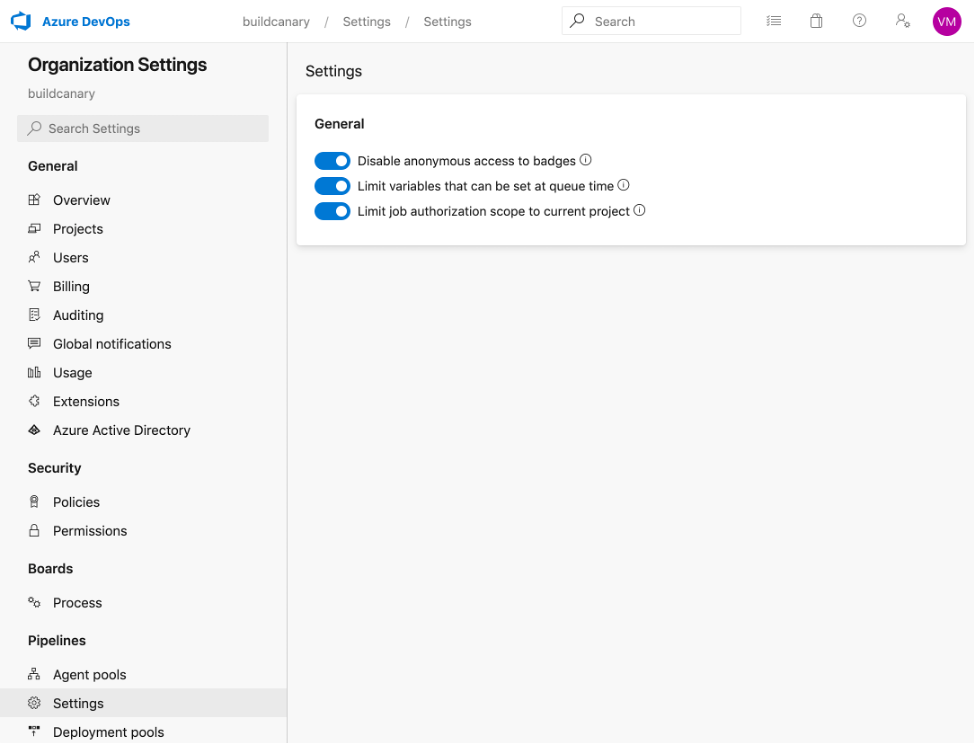 Azure DevOps
buildcanary / Settings / Settings
Search
VM
Organization Settings
buildcanary
Search Settings
General
Overview
Projects
Users
Billing
Auditing
Global notifications
Usage
Extensions
Azure Active Directory
Security
Policies
Permissions
Boards
Process
Pipelines
Agent pools
Settings
Deployment pools
Settings
General
Disable anonymous access to badges
Limit variables that can be set at queue time
Limit job authorization scope to current project